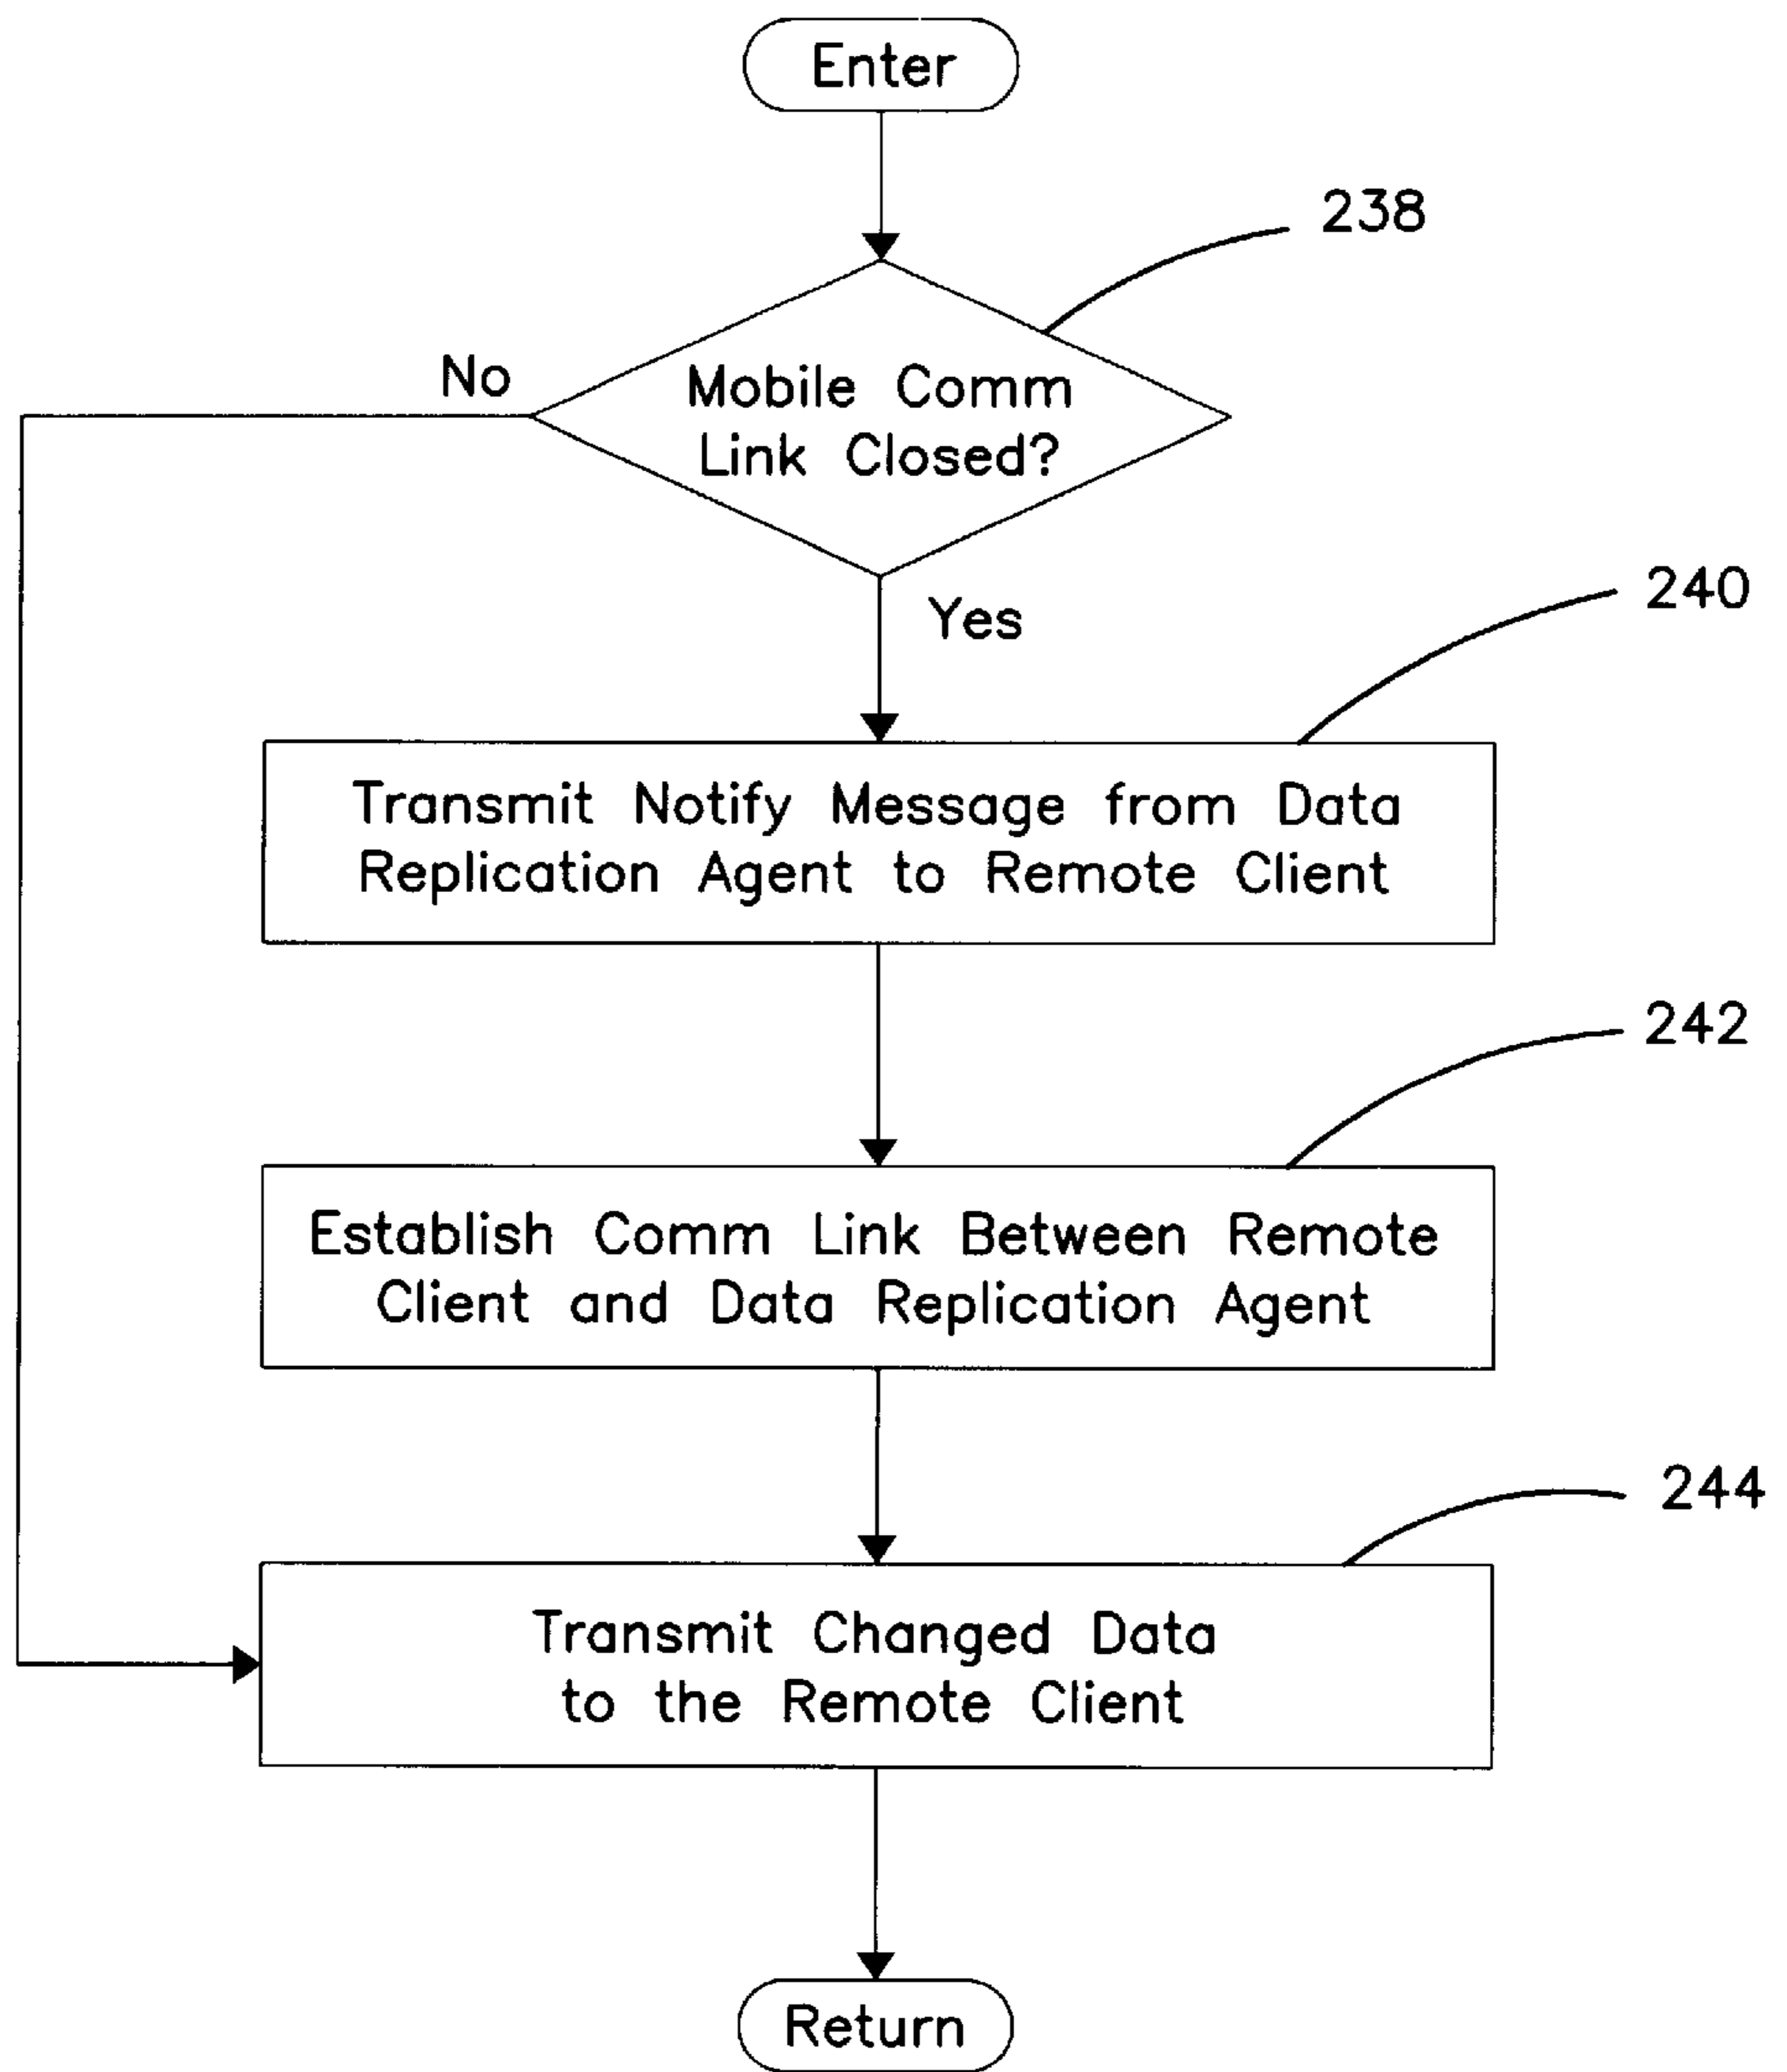 Enter
238
No
Mobile Comm
Link Closed?
Yes
240
Transmit Notify Message from Data
Replication Agent to Remote Client
242
Establish Comm Link Between Remote
Client and Data Replication Agent
244
Transmit Changed Data
to the Remote Client
Return